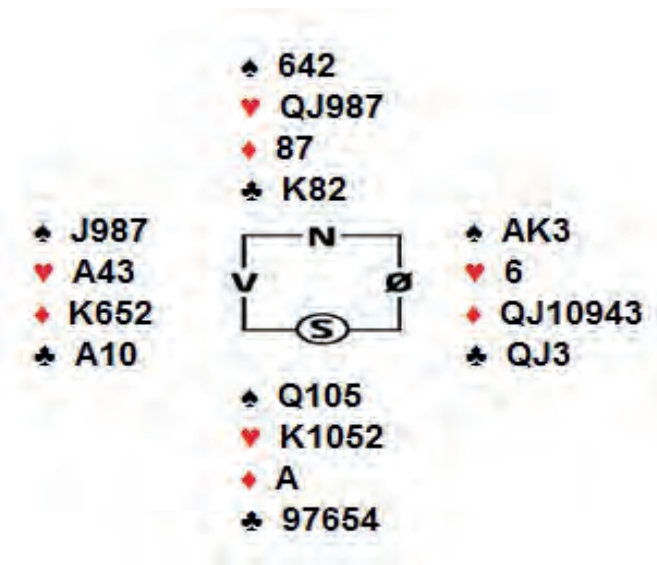 ♠ 642
♥ QJ987
♦ 87
♣ K82
♠ J987
♥ A43
♦ K652
♣ A10
N
V Ø
S
♠ AK3
♥ 6
♦ QJ10943
♣ QJ3
♠ Q105
♥ K1052
♦ A
♣ 97654